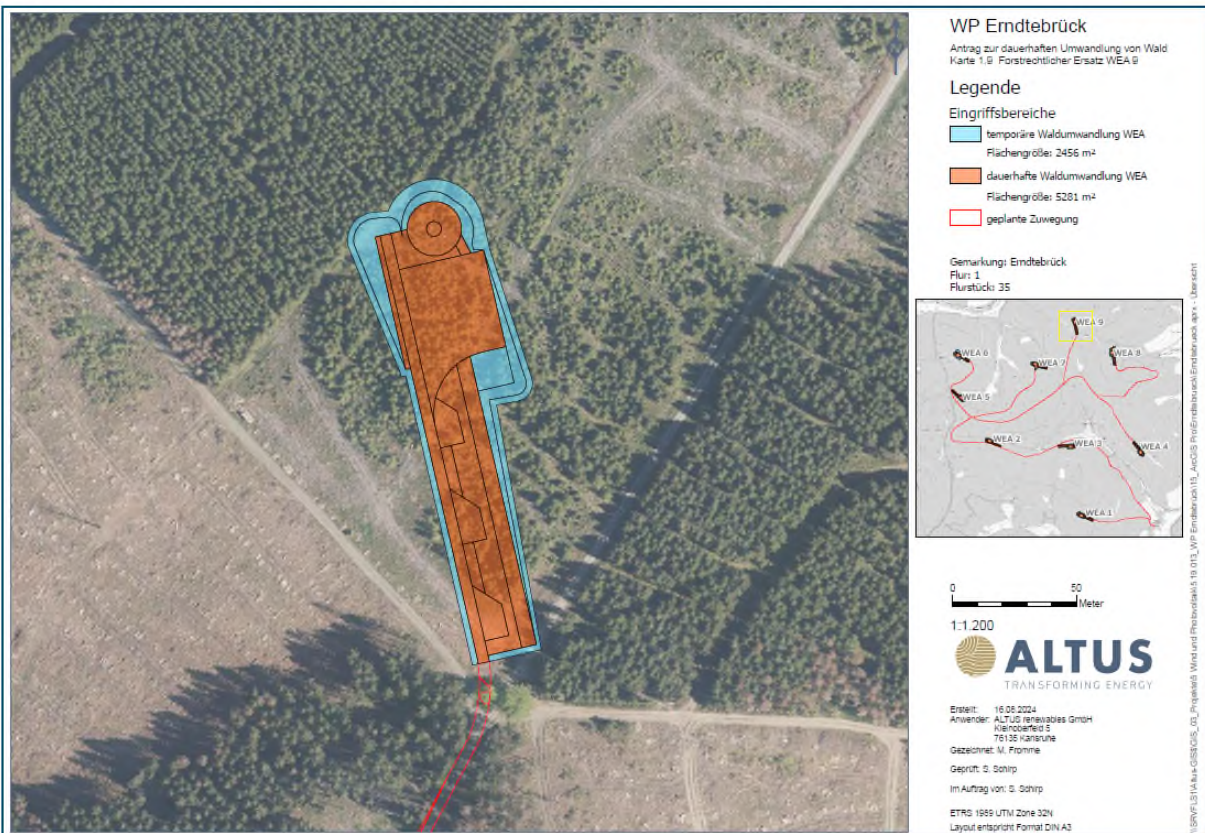 WP Erndtebrück
Antrag zur dauerhaften Umwandlung von Wald
Karte 1.9 Forstrechtlicher Ersatz WEA 9
Legende
Eingriffsbereiche
temporäre Waldumwandlung WEA
Flächengröße: 2456 m²
dauerhafte Waldumwandlung WEA
Flächengröße: 5281 m²
geplante Zuwegung
Gemarkung: Erndtebrück
Flur: 1
Flurstück: 35
WEA 9
WEA 6
WEA 7
WEA 8
WEA 5
WEA 2
WEA 3
WEA 4
WEA 1
0 50
Meter
1:1.200
ALTUS
TRANSFORMING ENERGY
Erstellt: 16.08.2024
Anwender: ALTUS renewables GmbH
Kleinoberfeld 5
76135 Karlsruhe
Gezeichnet: M. Fromme
Geprüft: S. Schirp
Im Auftrag von: S. Schirp
ETRS 1989 UTM Zone 32N
Layout entspricht Format DIN A3